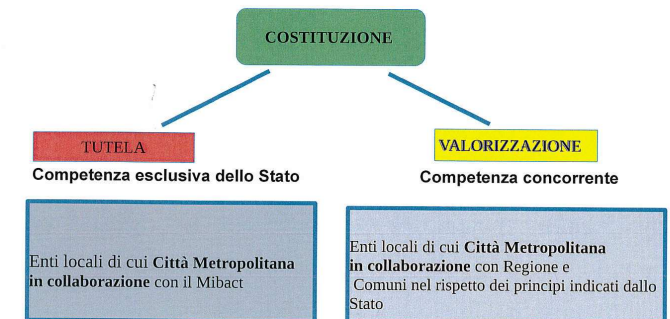 COSTITUZIONE
TUTELA
Competenza esclusiva dello Stato
Enti locali di cui Città Metropolitana
in collaborazione con il Mibact
VALORIZZAZIONE
Competenza concorrente
Enti locali di cui Città Metropolitana
in collaborazione con Regione e
Comuni nel rispetto dei principi indicati dallo
Stato